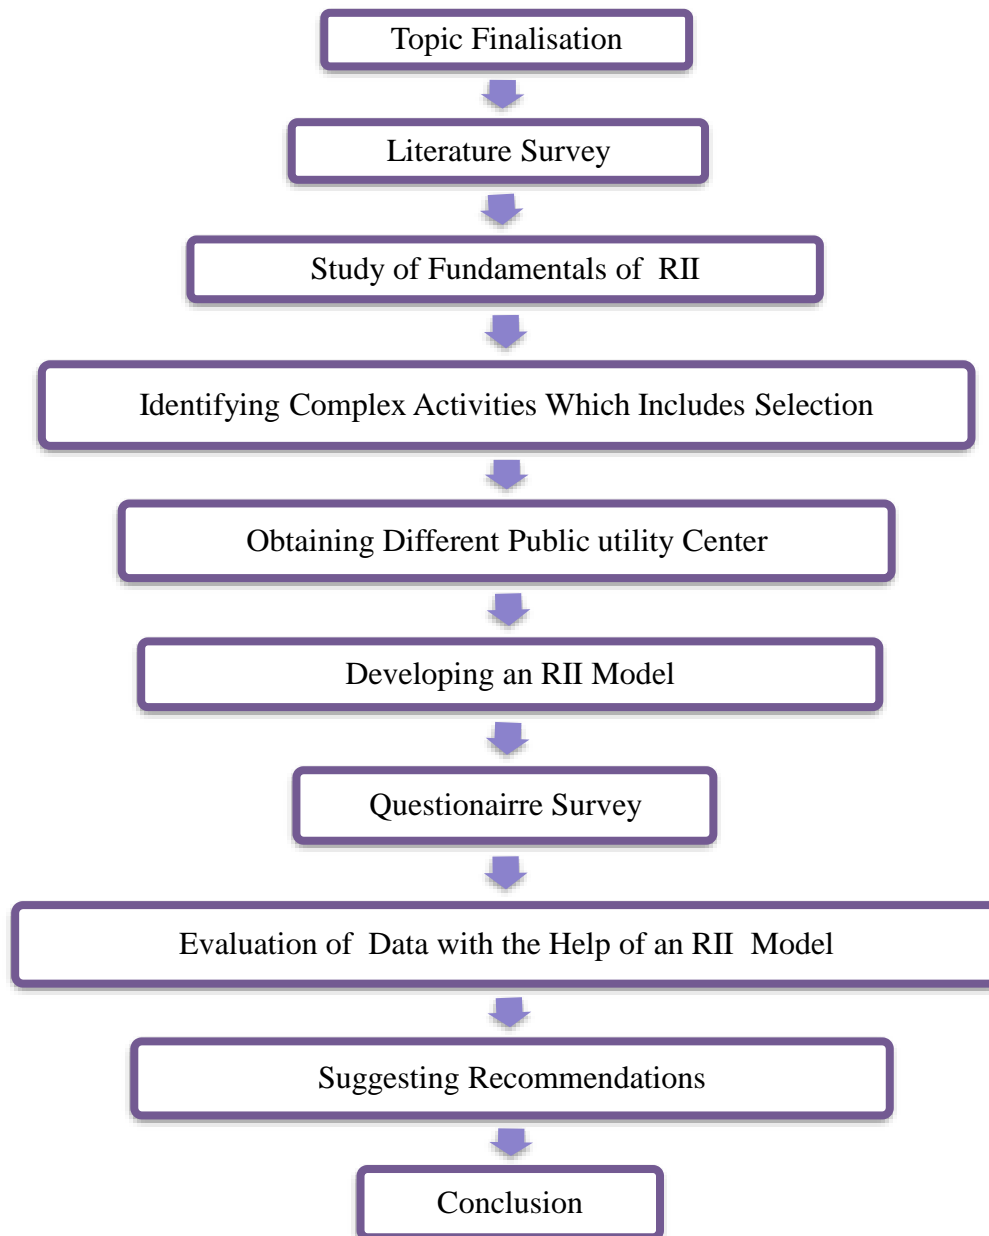 Topic Finalisation
Literature Survey
Study of Fundamentals of RII
Identifying Complex Activities Which Includes Selection
Obtaining Different Public utility Center
Developing an RII Model
Questionairre Survey
Evaluation of Data with the Help of an RII Model
Suggesting Recommendations
Conclusion